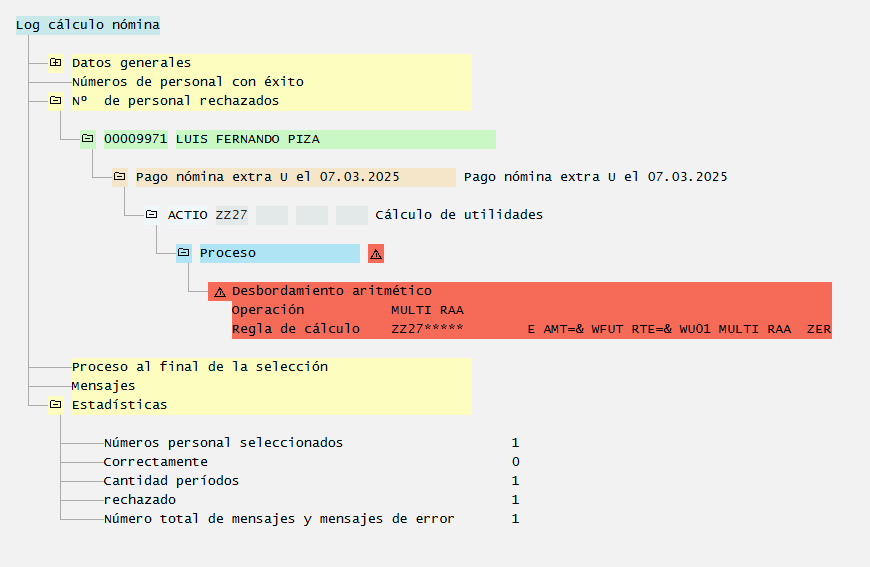 Log cálculo nómina
Datos generales
Números de personal con éxito
Nº  de personal rechazados
00009971 LUIS FERNANDO PIZA
Pago nómina extra U el 07.03.2025 Pago nómina extra U el 07.03.2025
ACTIO ZZ27 Cálculo de utilidades
Proceso
Desbordamiento aritmético
Operación MULTI RAA
Regla de cálculo ZZ27***** E AMT=& WFUT RTE=& WU01 MULTI RAA  ZER
Proceso al final de la selección
Mensajes
Estadísticas
Números personal seleccionados 1
Correctamente 0
Cantidad períodos 1
rechazado 1
Número total de mensajes y mensajes de error 1